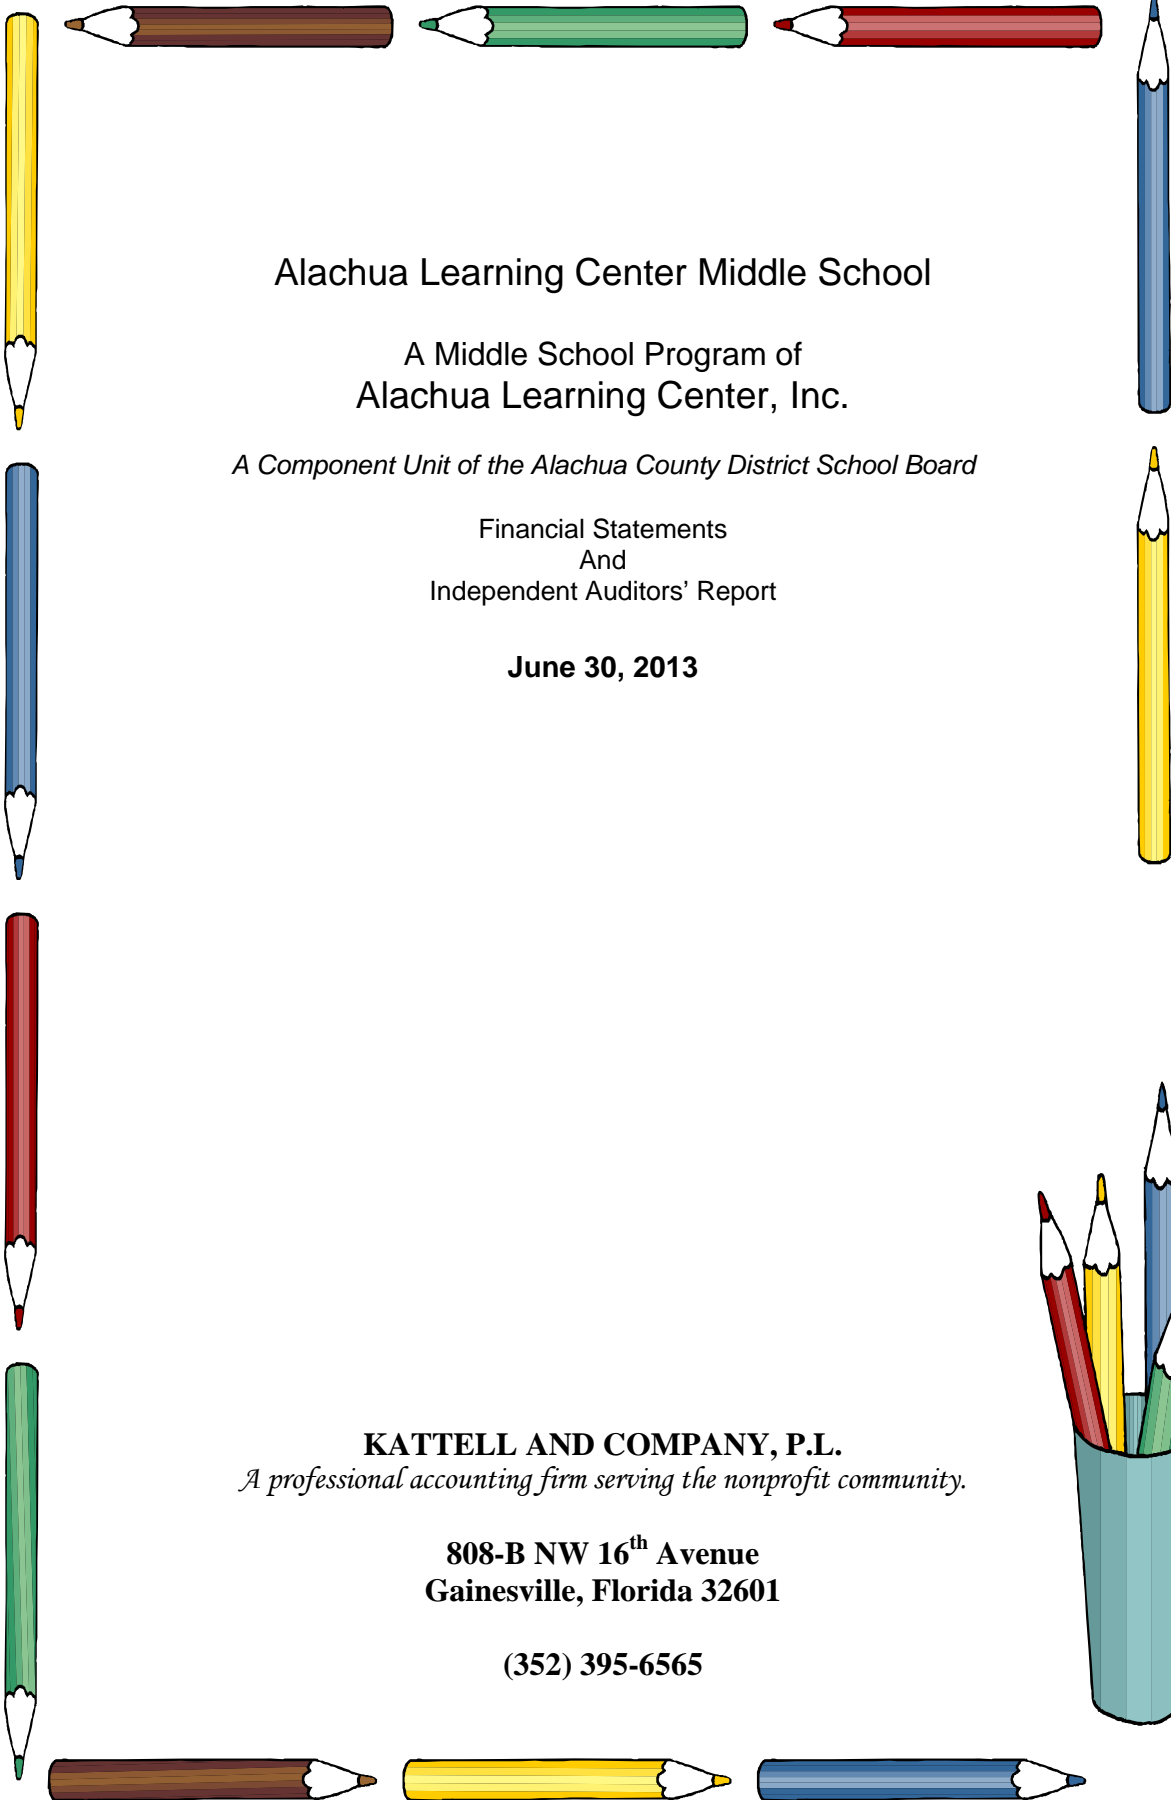 Alachua Learning Center Middle School
A Middle School Program of
Alachua Learning Center, Inc.
A Component Unit of the Alachua County District School Board
Financial Statements
And
Independent Auditors’ Report
June 30, 2013
KATTELL AND COMPANY, P.L.
A professional accounting firm serving the nonprofit community.
808-B NW 16th Avenue
Gainesville, Florida 32601
(352) 395-6565